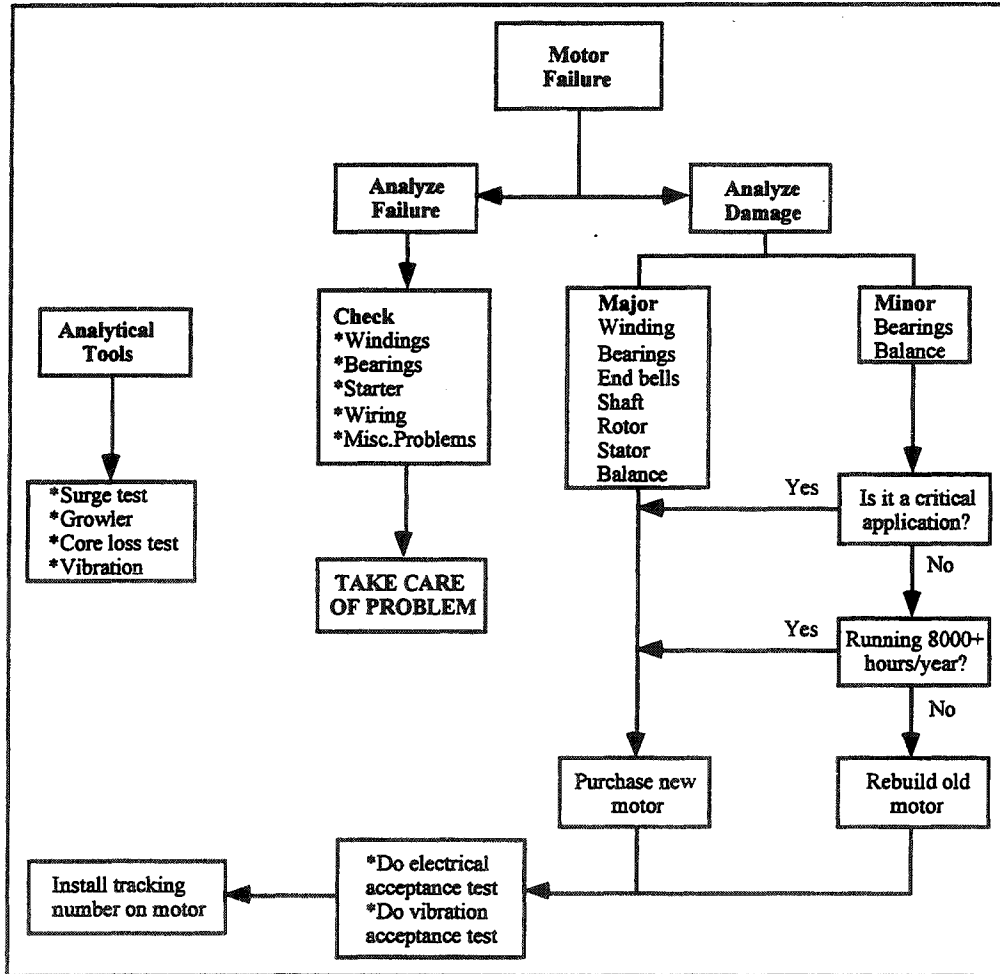 Motor
Failure
Analyze
Failure
Analyze
Damage
Analytical
Tools
Check
*Windings
*Bearings
*Starter
*Wiring
*Misc.Problems
Major
Winding
Bearings
End bells
Shaft
Rotor
Stator
Balance
Minor
Bearings
Balance
*Surge test
*Growler
*Core loss test
*Vibration
Yes
Is it a critical
application?
No
TAKE CARE
OF PROBLEM
Yes
Running 8000+
hours/year?
No
Purchase new
motor
Rebuild old
motor
Install tracking
number on motor
*Do electrical
acceptance test
*Do vibration
acceptance test